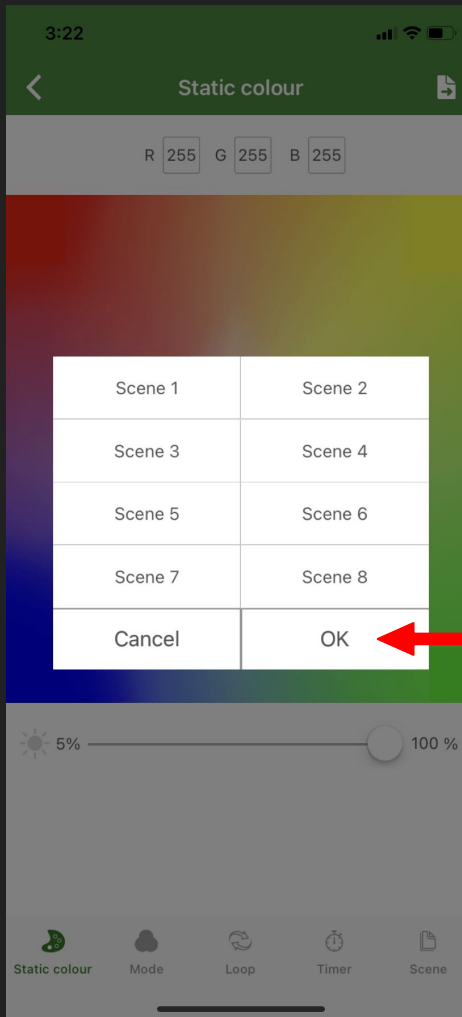 3:22
Static colour
R 255 G 255 B 255
Scene 1 Scene 2
Scene 3 Scene 4
Scene 5 Scene 6
Scene 7 Scene 8
Cancel OK
5% 100 %
Static colour Mode Loop Timer Scene